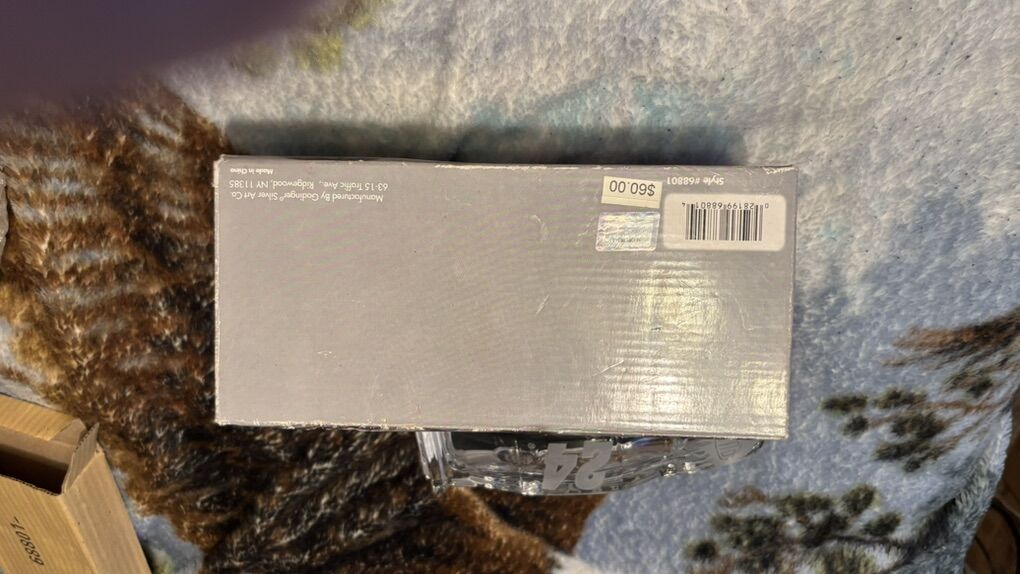 Style #68801
0 28199 68801 4
$60.00
Manufactured By Godinger® Silver Art Co.
63-15 Traffic Ave., Ridgewood, NY 11385
Made in China
24
68801-